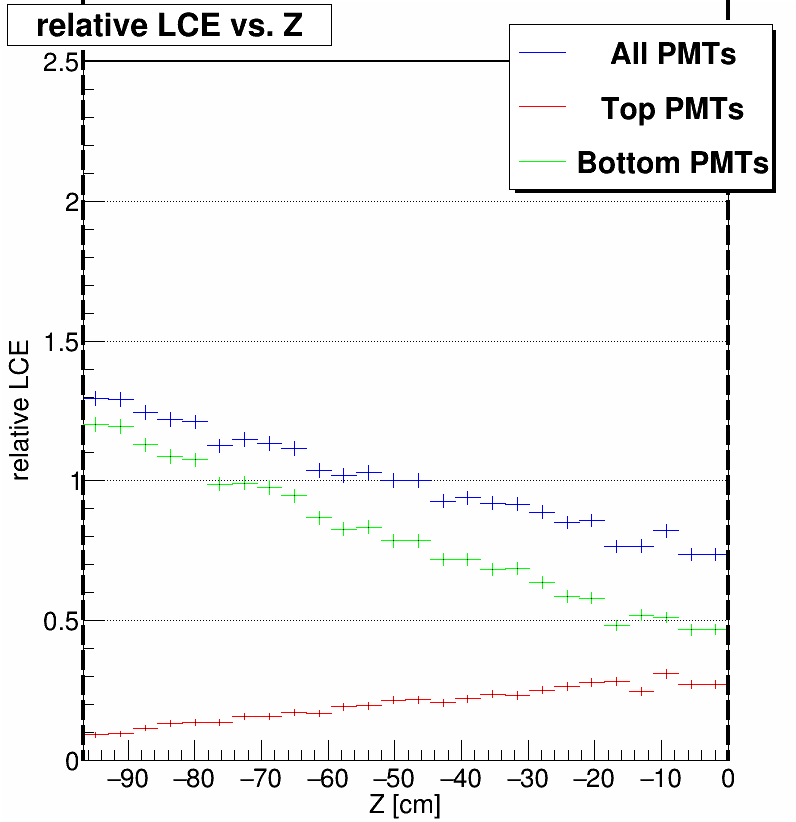 relative LCE vs. Z
All PMTs
Top PMTs
Bottom PMTs
2.5
2
1.5
1
0.5
0
relative LCE
−90 −80 −70 −60 −50 −40 −30 −20 −10 0
Z [cm]